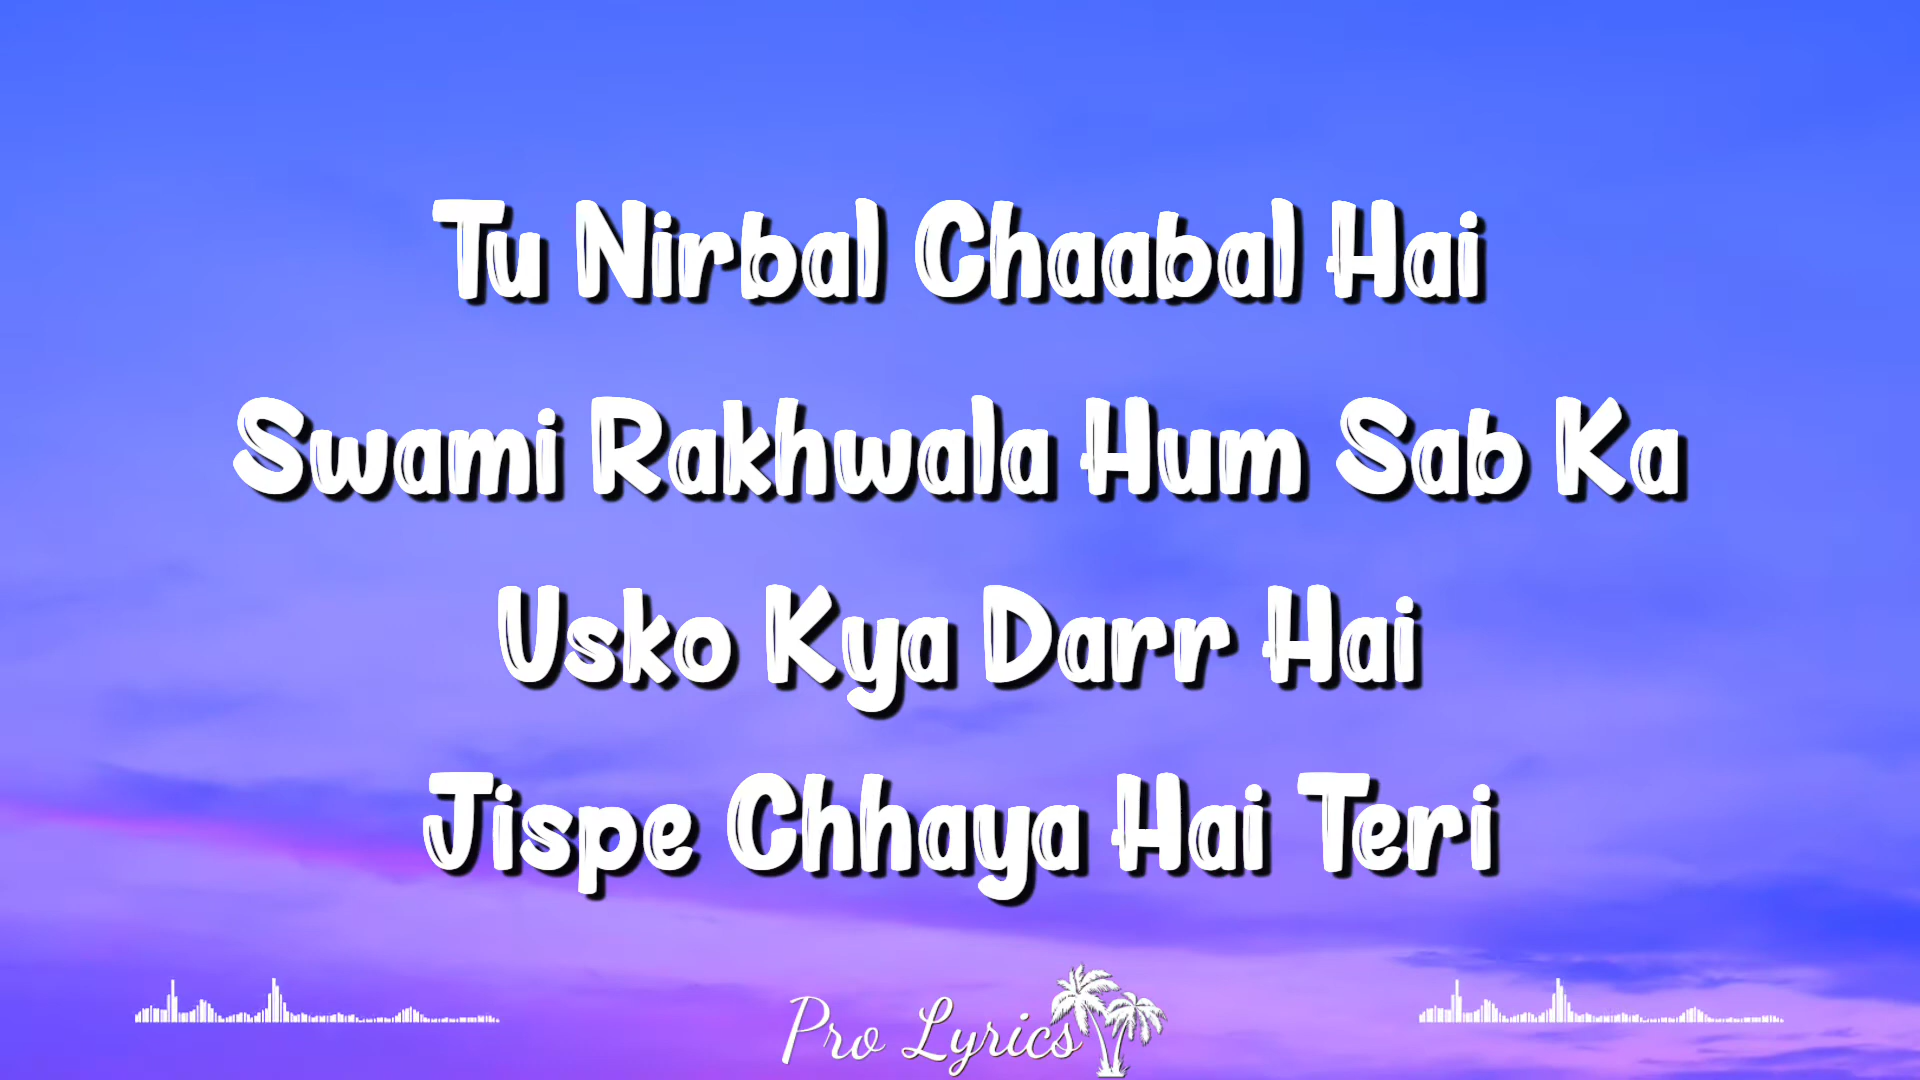 Tu Nirbal Chaabal Hai
Swami Rakhwala Hum Sab Ka
Usko Kya Darr Hai
Jispe Chhaya Hai Teri
Pro Lyrics